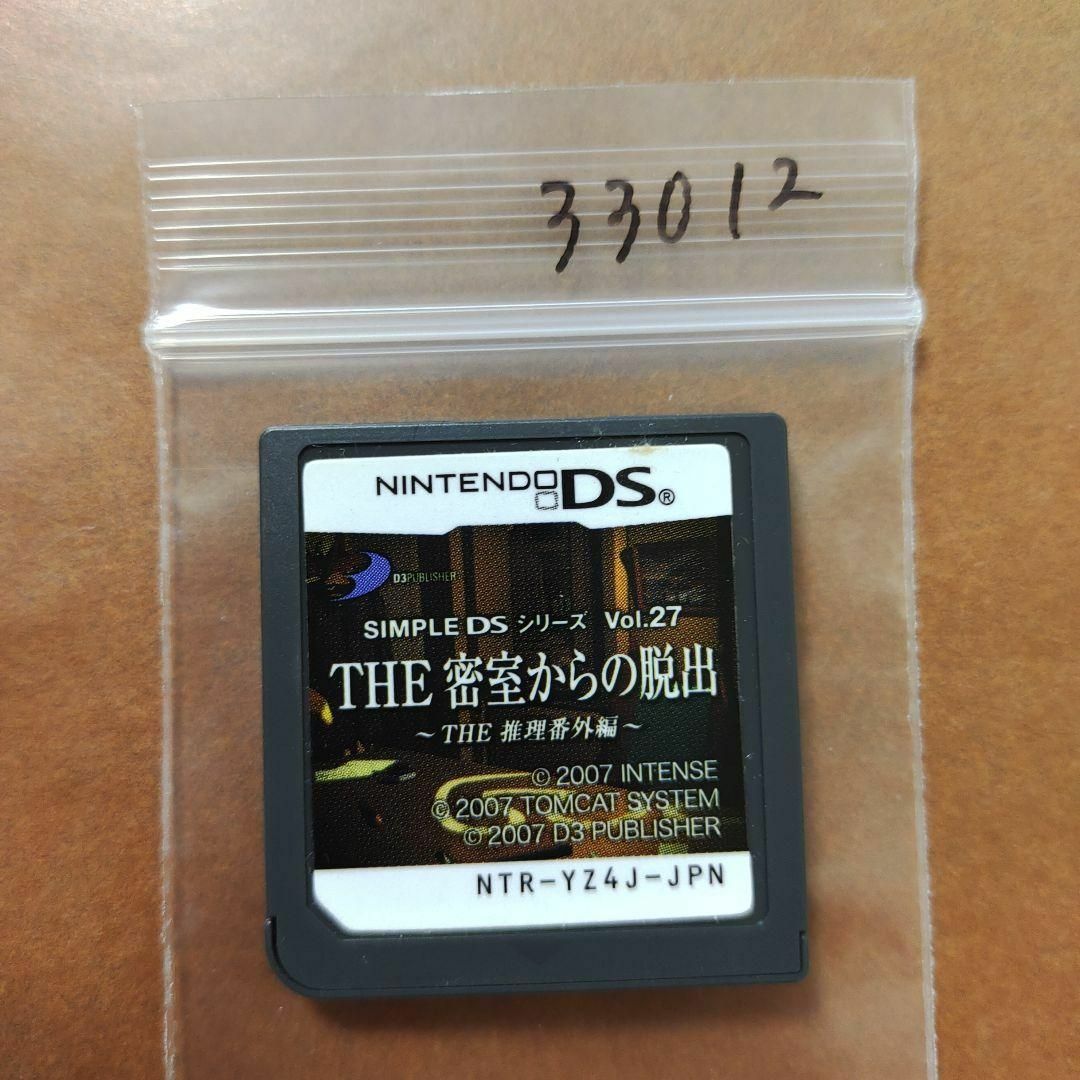 33012
NINTENDO DS®
D3PUBLISHER
SIMPLE DS シリーズ Vol.27
THE 密室からの脱出
～THE 推理番外編～
© 2007 INTENSE
© 2007 TOMCAT SYSTEM
© 2007 D3 PUBLISHER
NTR-YZ4J-JPN